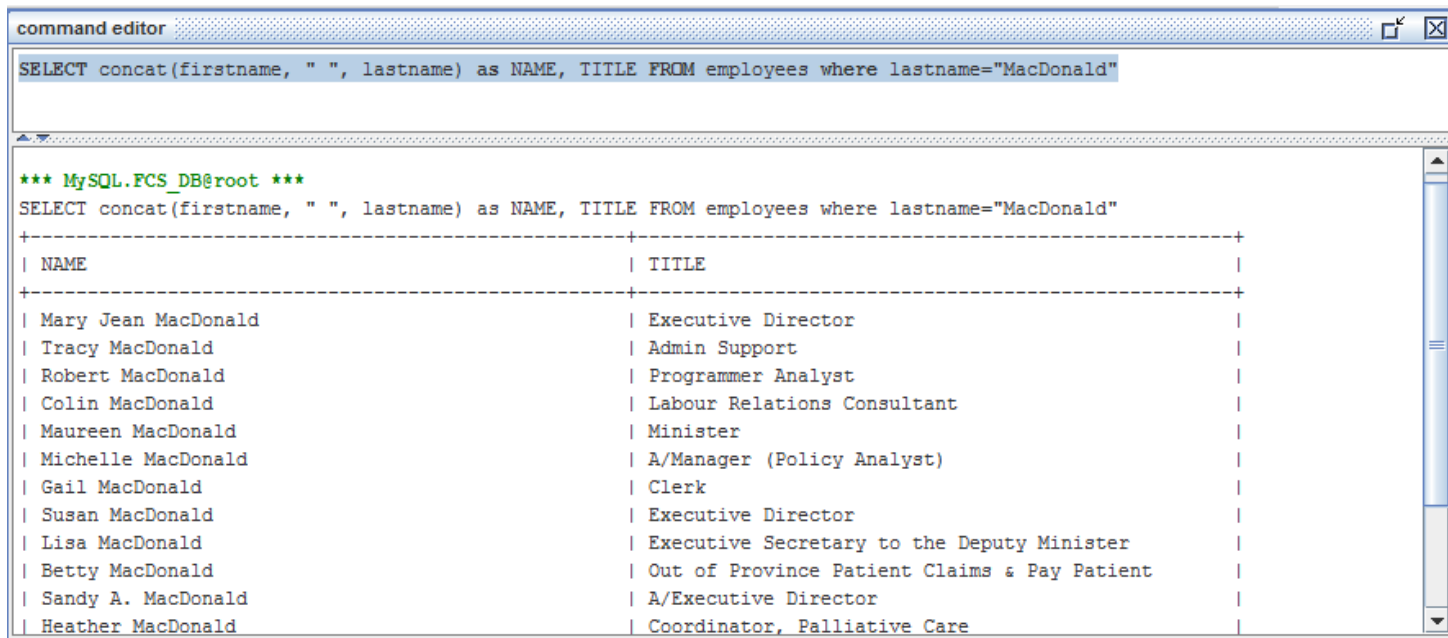 command editor
SELECT concat(firstname, " ", lastname) as NAME, TITLE FROM employees where lastname="MacDonald"
*** MySQL.FCS_DB@root ***
SELECT concat(firstname, " ", lastname) as NAME, TITLE FROM employees where lastname="MacDonald"
+----------------------------------------------------+----------------------------------------------------+
| NAME | TITLE |
+----------------------------------------------------+----------------------------------------------------+
| Mary Jean MacDonald | Executive Director |
| Tracy MacDonald | Admin Support |
| Robert MacDonald | Programmer Analyst |
| Colin MacDonald | Labour Relations Consultant |
| Maureen MacDonald | Minister |
| Michelle MacDonald | A/Manager (Policy Analyst) |
| Gail MacDonald | Clerk |
| Susan MacDonald | Executive Director |
| Lisa MacDonald | Executive Secretary to the Deputy Minister |
| Betty MacDonald | Out of Province Patient Claims & Pay Patient |
| Sandy A. MacDonald | A/Executive Director |
| Heather MacDonald | Coordinator, Palliative Care |